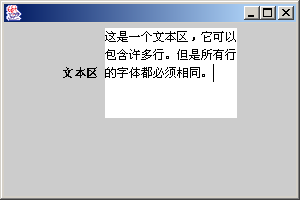 这是一个文本区，它可以
包含许多行。但是所有行
文本区 的字体都必须相同。